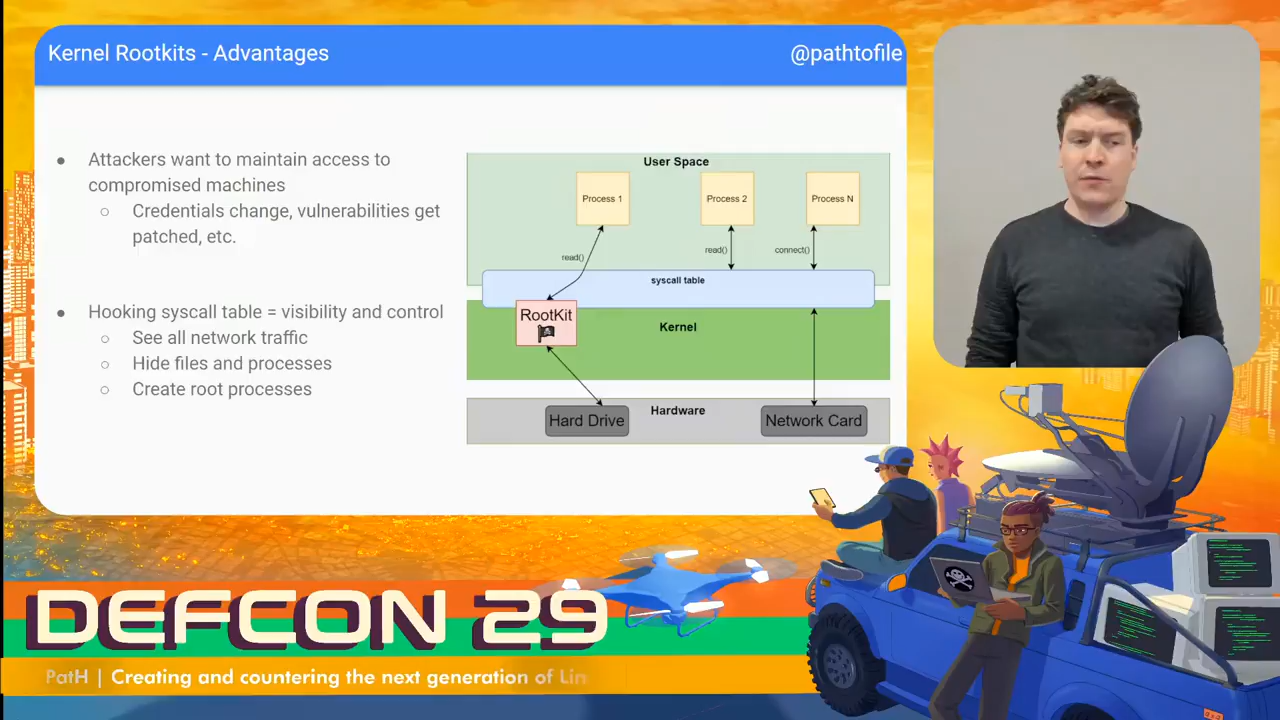 Kernel Rootkits - Advantages
@pathtofile
Attackers want to maintain access to
compromised machines
Credentials change, vulnerabilities get
patched, etc.
Hooking syscall table = visibility and control
See all network traffic
Hide files and processes
Create root processes
User Space
Process 1
Process 2
Process N
read()
read()
connect()
syscall table
RootKit
Kernel
Hardware
Hard Drive
Network Card
DEFCON 29
PatH | Creating and countering the next generation of Lin